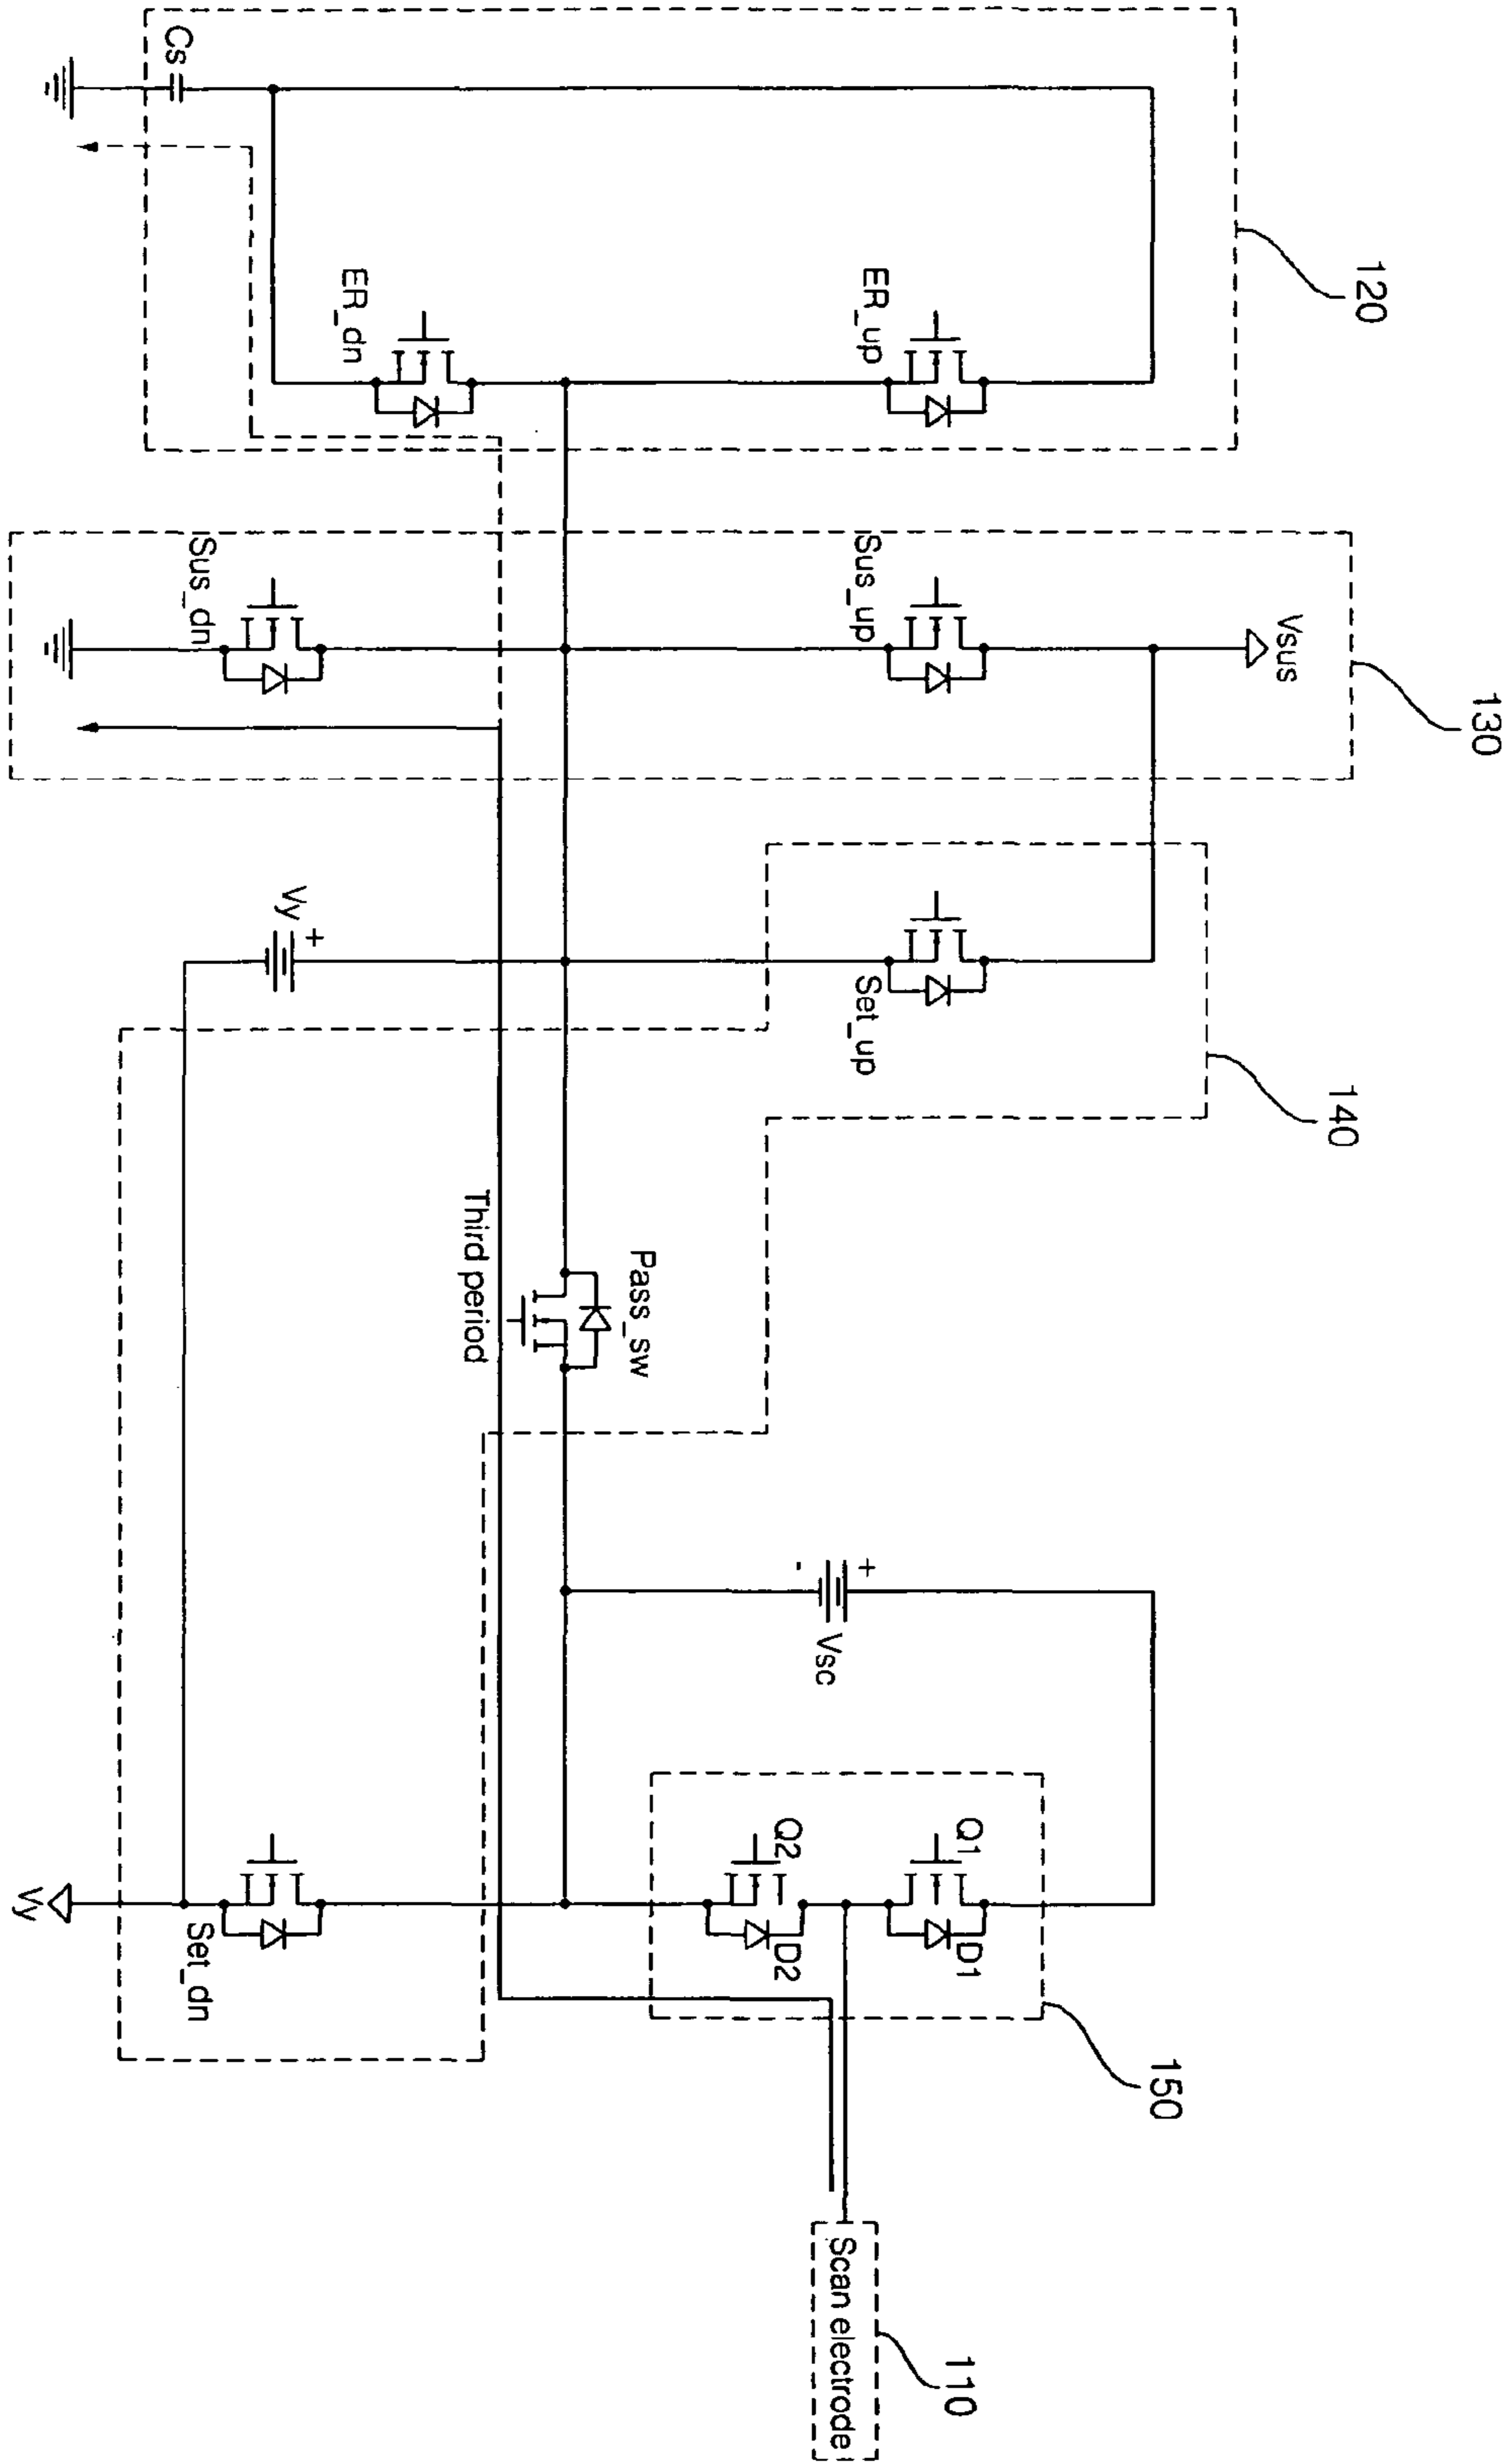 120
130
140
150
110
Cs
ER_up
ER_dn
Sus_up
Sus_dn
Vsus
Set_up
Vy
+
Pass_sw
Third period
+
-
Vsc
Q1
D1
Q2
D2
Set_dn
Vy
Scan electrode